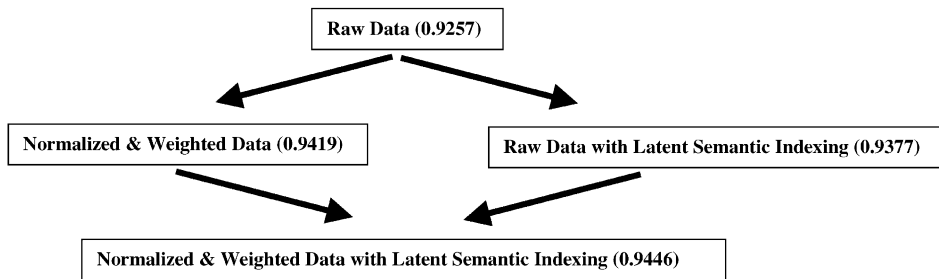 Raw Data (0.9257)
Normalized & Weighted Data (0.9419)
Raw Data with Latent Semantic Indexing (0.9377)
Normalized & Weighted Data with Latent Semantic Indexing (0.9446)